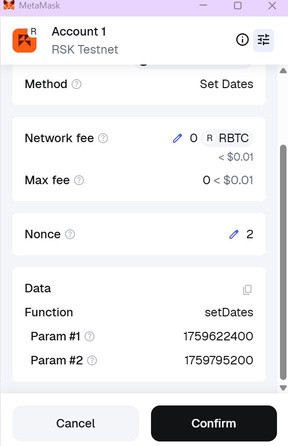 MetaMask
R
Account 1
RSK Testnet
Method Set Dates
Network fee 0 R RBTC
< $0.01
Max fee 0 < $0.01
Nonce 2
Data
Function setDates
Param #1 1759622400
Param #2 1759795200
Cancel Confirm